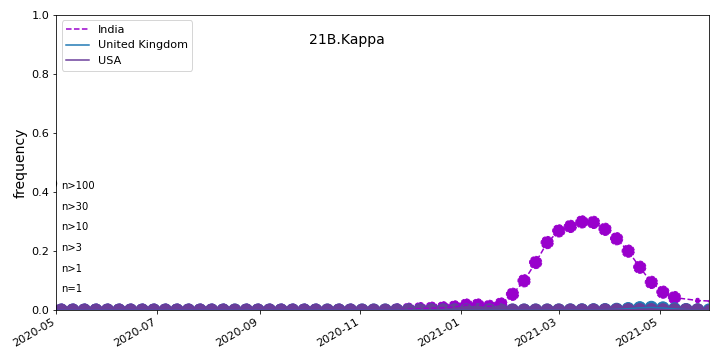 21B.Kappa
India
United Kingdom
USA
frequency
1.0
0.8
0.6
0.4
0.2
0.0
n>100
n>30
n>10
n>3
n>1
n=1
2020-05
2020-07
2020-09
2020-11
2021-01
2021-03
2021-05